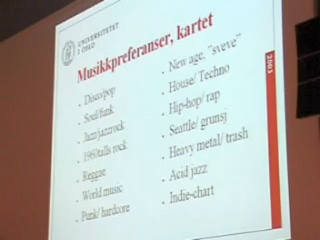 UNIVERSITETET
I OSLO
Musikkpreferanser, kartet
• Disco/pop
• Soul/funk
• Jazz/jazzrock
• 1960talls rock
• Reggae
• World music
• Punk/ hardcore
• New age, "sveve"
• House/ Techno
• Hip-hop/ rap
• Seattle/ grunsj
• Heavy metal/ trash
• Acid jazz
• Indie-chart
2003